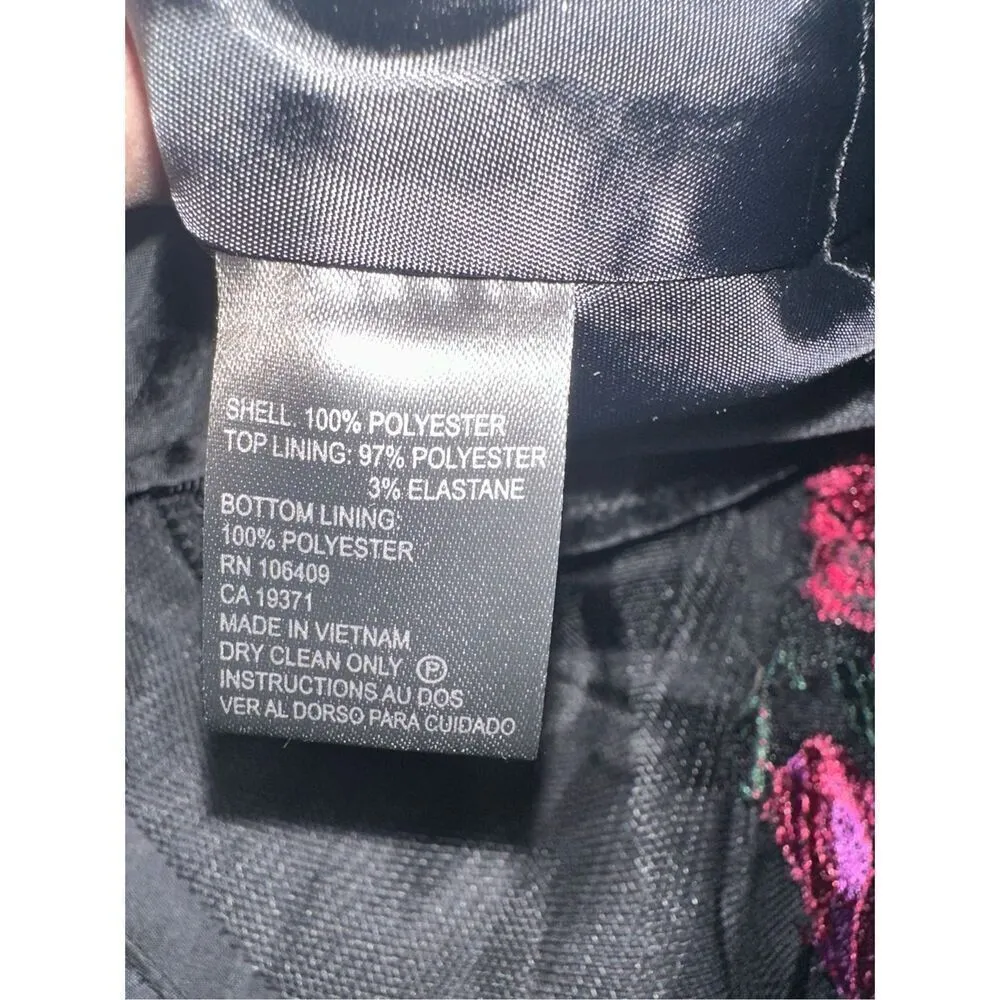 SHELL: 100% POLYESTER
TOP LINING: 97% POLYESTER
3% ELASTANE
BOTTOM LINING:
100% POLYESTER
RN 106409
CA 19371
MADE IN VIETNAM
DRY CLEAN ONLY Ⓟ
INSTRUCTIONS AU DOS
VER AL DORSO PARA CUIDADO